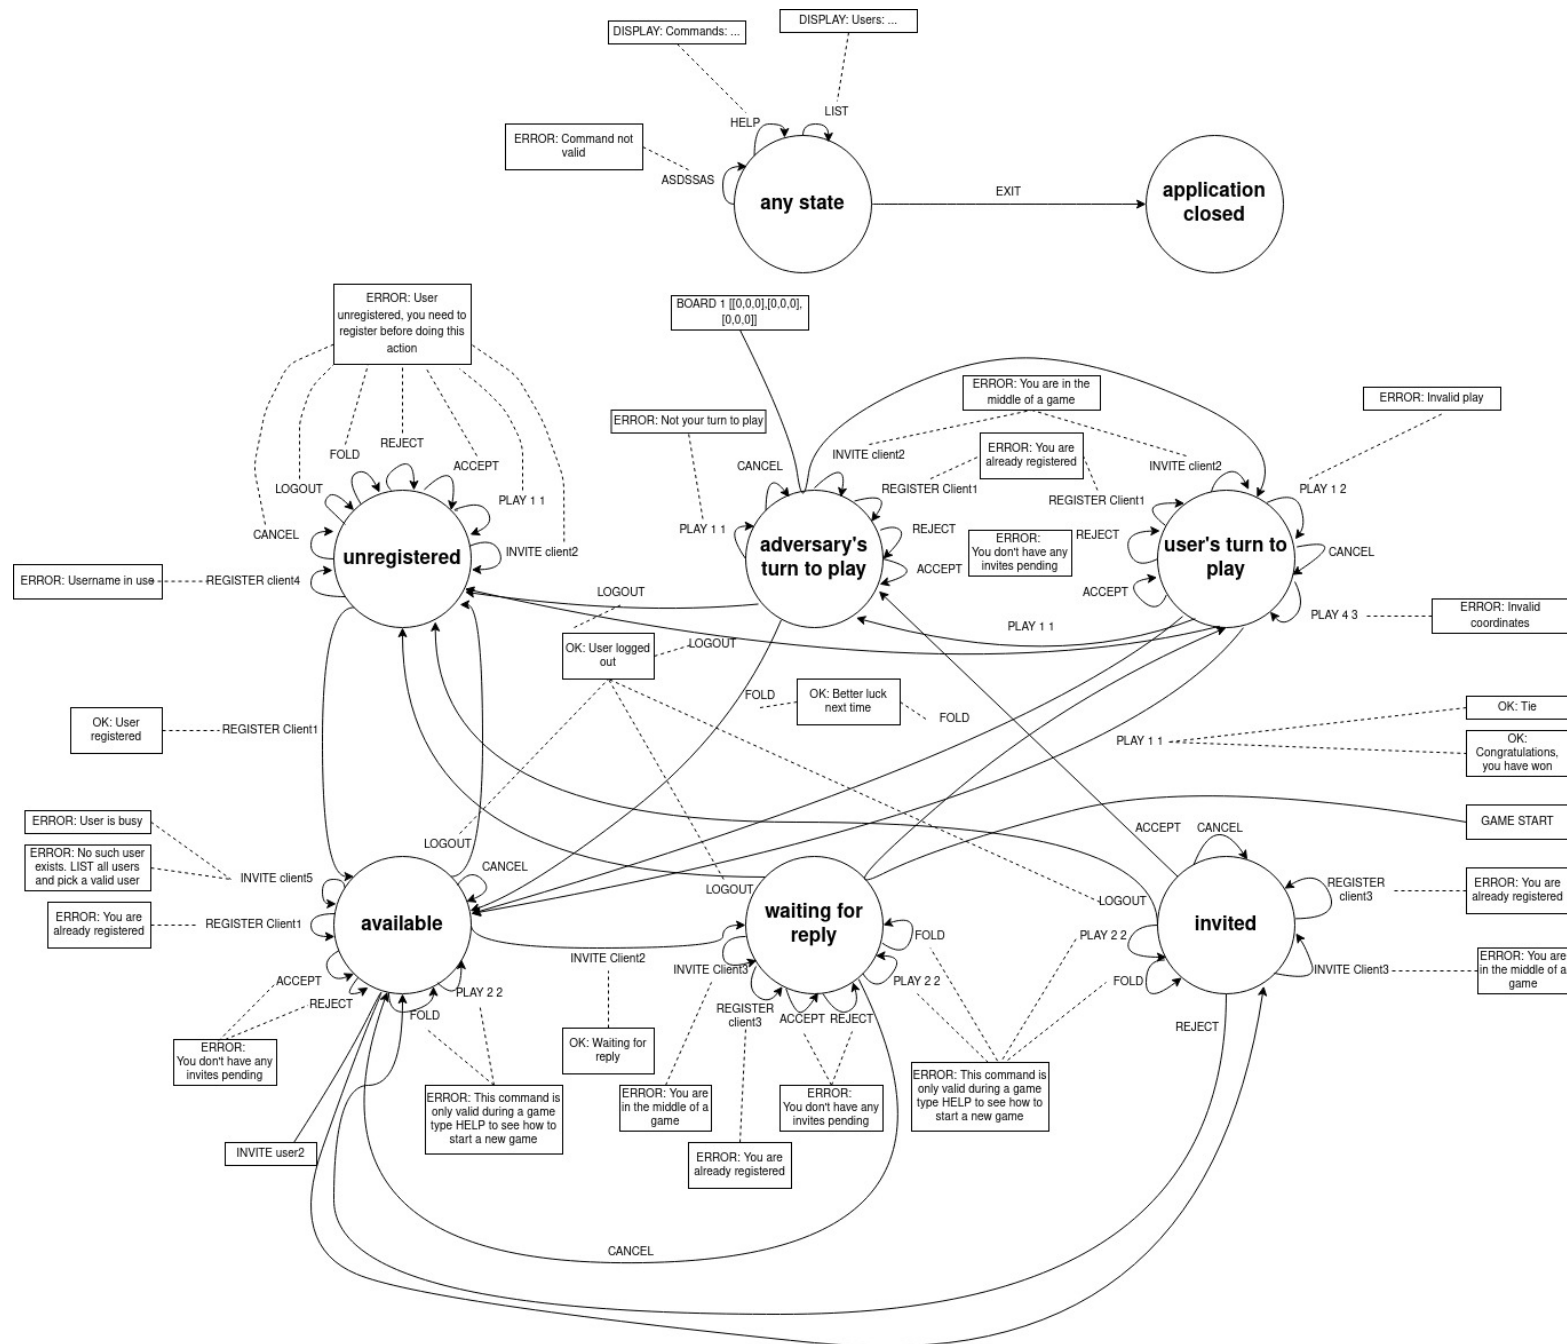 DISPLAY: Users: ...
DISPLAY: Commands: ...
LIST
HELP
ERROR: Command not
valid
ASDSSAS
any state
EXIT
application
closed
ERROR: User
unregistered, you need to
register before doing this
action
BOARD 1 [[0,0,0],[0,0,0],
[0,0,0]]
ERROR: You are in the
middle of a game
ERROR: Invalid play
ERROR: Not your turn to play
ERROR: You are
already registered
REJECT
FOLD
ACCEPT
LOGOUT
PLAY 1 1
CANCEL
INVITE client2
unregistered
ERROR: Username in use
REGISTER client4
CANCEL
INVITE client2
REGISTER Client1
PLAY 1 1
REJECT
ACCEPT
adversary's
turn to play
ERROR:
You don't have any
invites pending
INVITE client2
REGISTER Client1
PLAY 1 2
REJECT
CANCEL
ACCEPT
user's turn to
play
PLAY 4 3
ERROR: Invalid
coordinates
LOGOUT
PLAY 1 1
OK: User logged
out
LOGOUT
FOLD
OK: Better luck
next time
FOLD
OK: User
registered
REGISTER Client1
PLAY 1 1
OK: Tie
OK:
Congratulations,
you have won
GAME START
ERROR: User is busy
ERROR: No such user
exists. LIST all users
and pick a valid user
ERROR: You are
already registered
LOGOUT
CANCEL
INVITE client5
REGISTER Client1
available
ACCEPT
REJECT
FOLD
PLAY 2 2
ERROR:
You don't have any
invites pending
ERROR: This command is
only valid during a game
type HELP to see how to
start a new game
INVITE user2
INVITE Client2
OK: Waiting for
reply
LOGOUT
waiting for
reply
FOLD
INVITE Client3
PLAY 2 2
REGISTER
client3
ACCEPT
REJECT
ERROR: You are
in the middle of a
game
ERROR:
You don't have any
invites pending
ERROR: You are
already registered
ERROR: This command is
only valid during a game
type HELP to see how to
start a new game
ACCEPT
CANCEL
REGISTER
client3
ERROR: You are
already registered
LOGOUT
invited
PLAY 2 2
FOLD
INVITE Client3
ERROR: You are
in the middle of a
game
REJECT
CANCEL